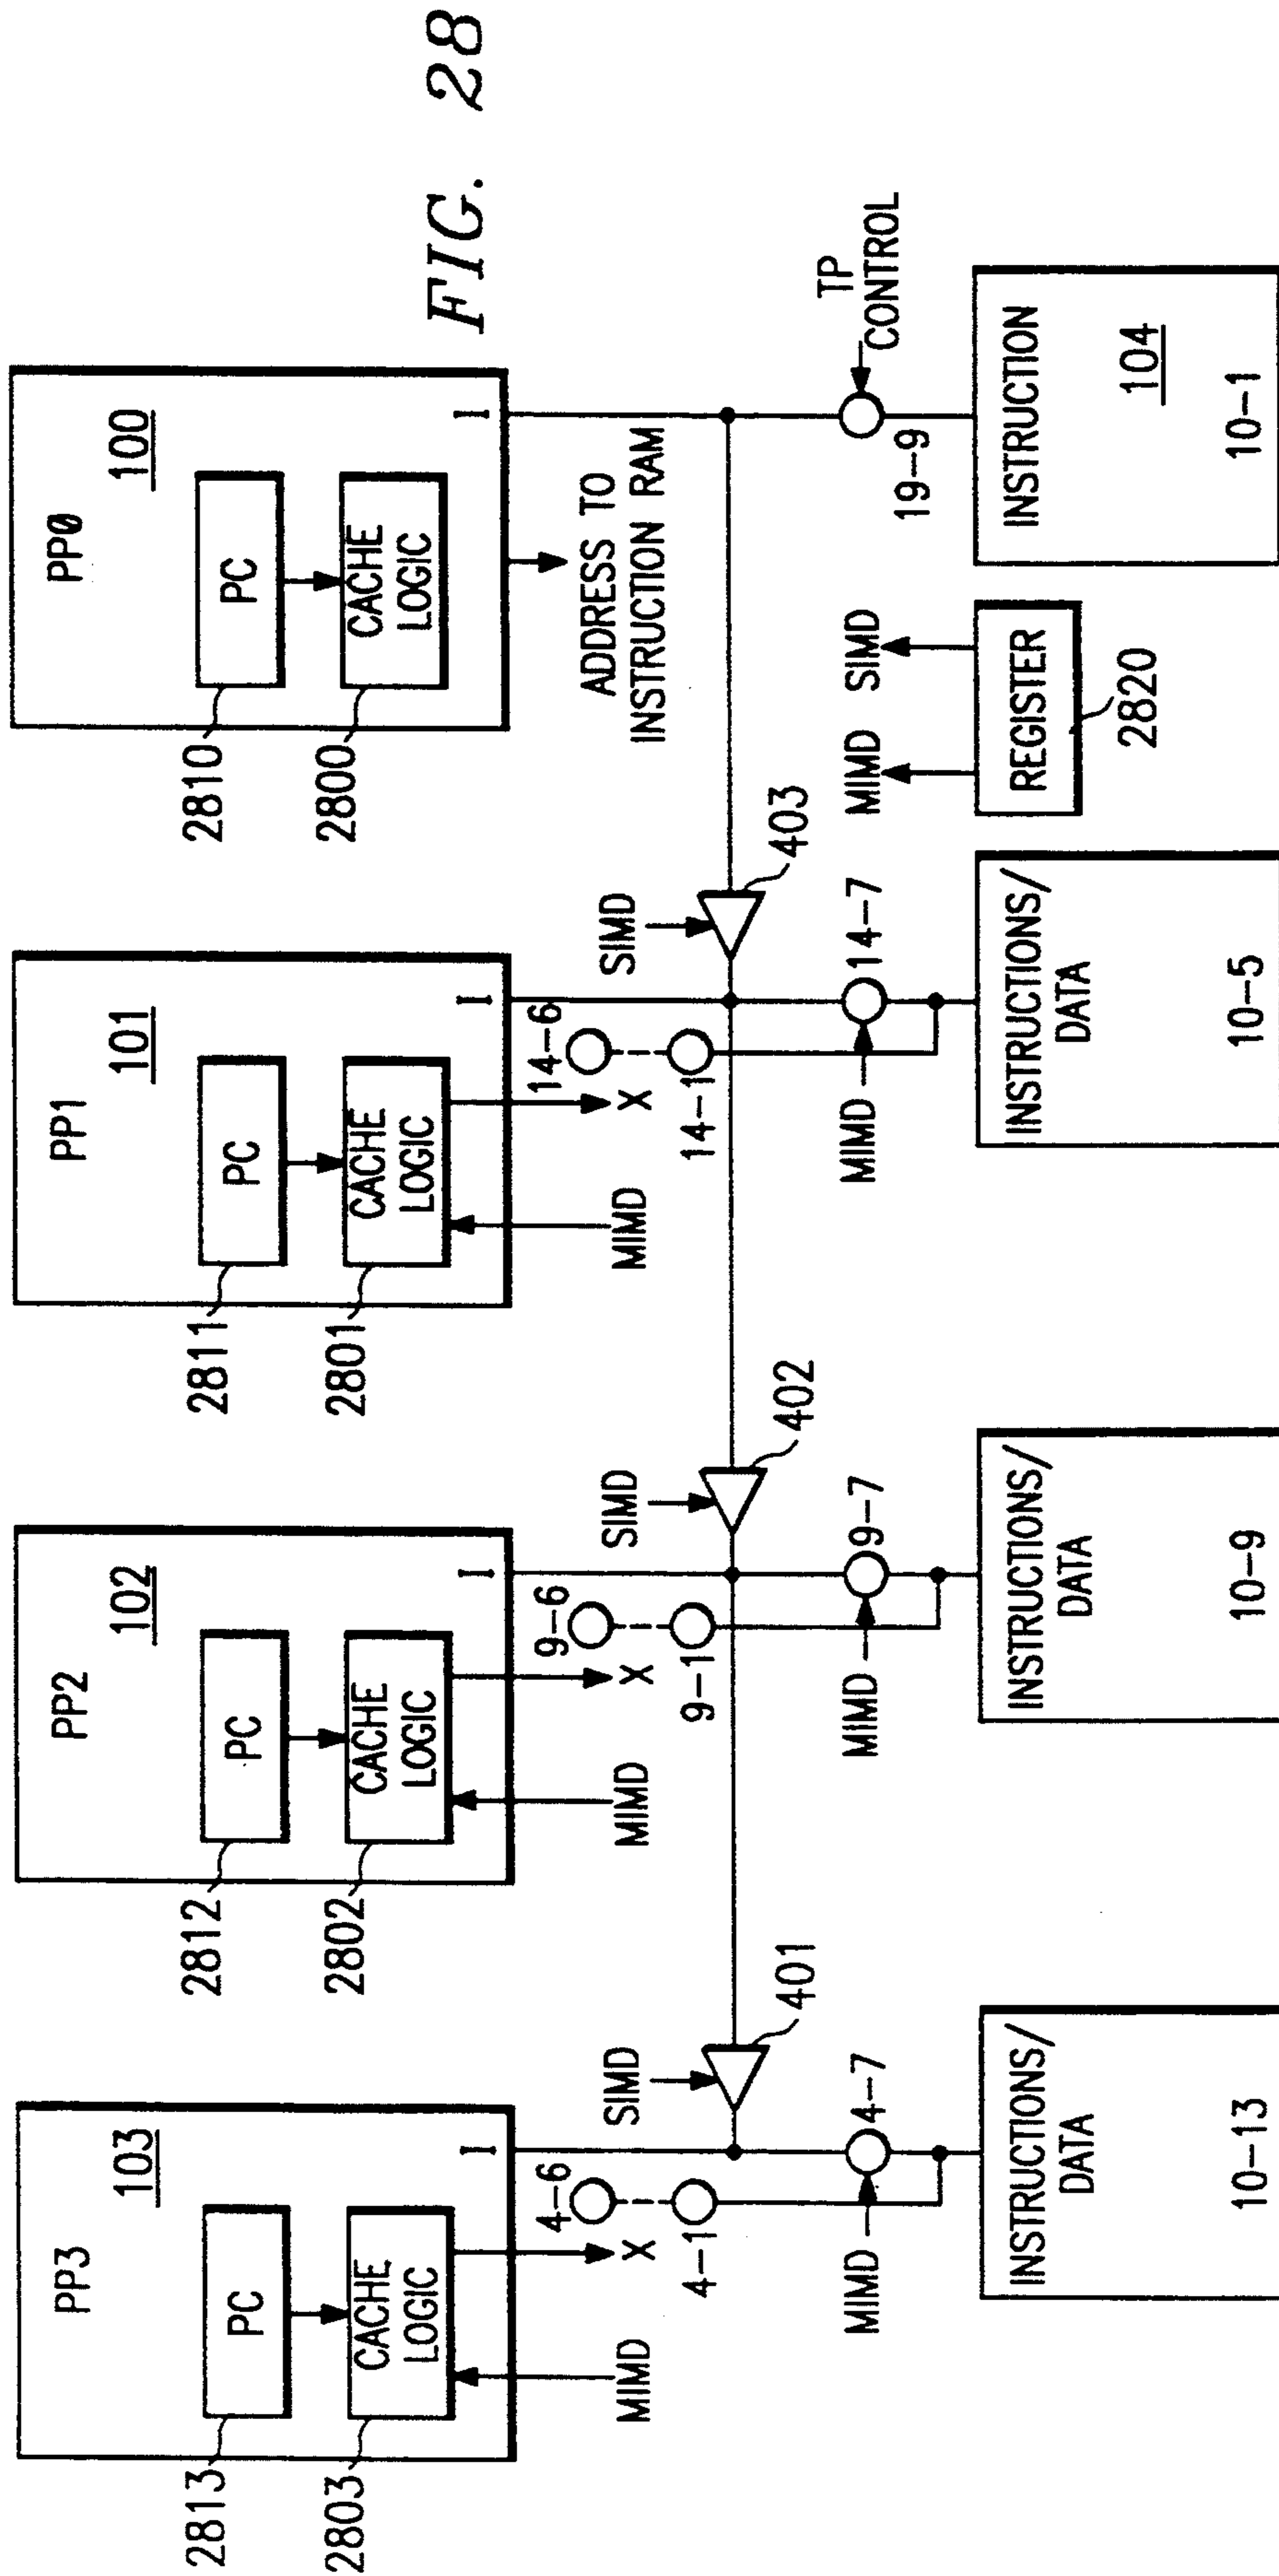 PP3
103
PC
CACHE
LOGIC
2813
2803
I
MIMD
X
4-6
4-1
SIMD
401
MIMD
4-7
INSTRUCTIONS/
DATA
10-13
PP2
102
PC
CACHE
LOGIC
2812
2802
I
MIMD
X
9-6
9-1
SIMD
402
MIMD
9-7
INSTRUCTIONS/
DATA
10-9
PP1
101
PC
CACHE
LOGIC
2811
2801
I
MIMD
X
14-6
14-1
SIMD
403
MIMD
14-7
INSTRUCTIONS/
DATA
10-5
PP0
100
PC
CACHE
LOGIC
2810
2800
I
ADDRESS TO
INSTRUCTION RAM
MIMD
SIMD
REGISTER
2820
TP
CONTROL
19-9
INSTRUCTION
104
10-1
FIG. 28